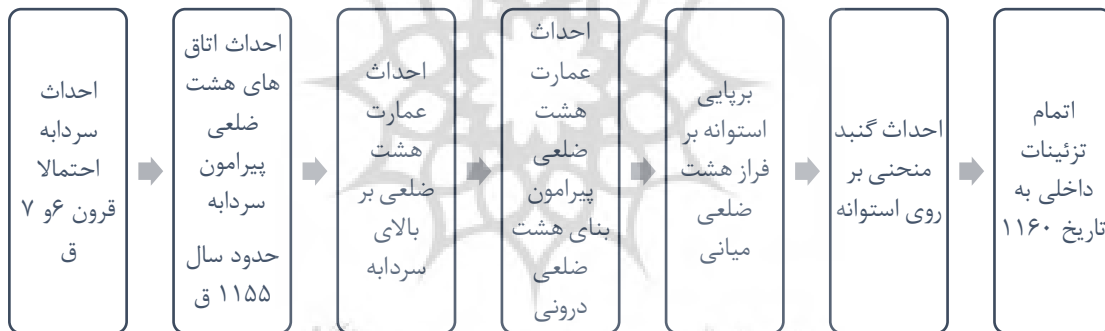 احداث
سردابه
احتمالا
قرون ۶و ۷
ق
احداث اتاق
های هشت
ضلعی
پیرامون
سردابه
حدود سال
۱۱۵۵ ق
احداث
عمارت
هشت
ضلعی بر
بالای
سردابه
احداث
عمارت
هشت
ضلعی
پیرامون
بنای هشت
ضلعی
درونی
برپایی
استوانه بر
فراز هشت
ضلعی
میانی
احداث گنبد
منحنی بر
روی استوانه
اتمام
تزئینات
داخلی به
تاریخ ۱۱۶۰